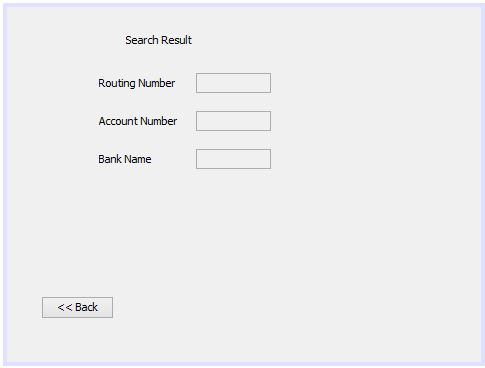 Search Result
Routing Number
Account Number
Bank Name
<< Back